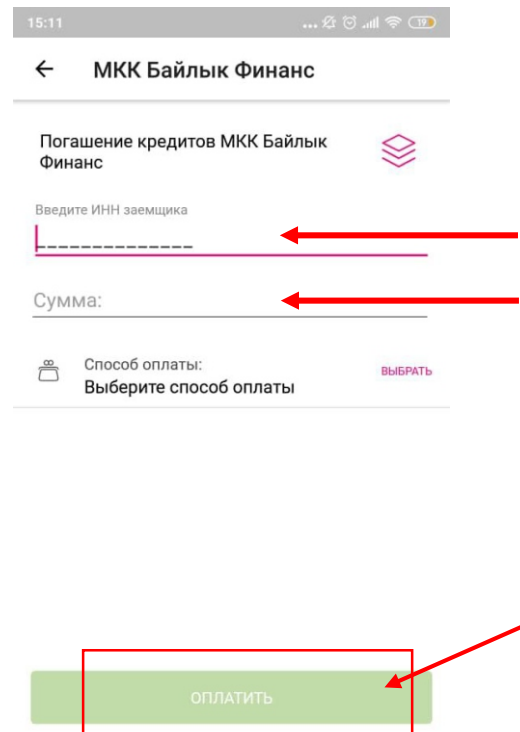 15:11 ... 19
МКК Байлык Финанс
Погашение кредитов МКК Байлык
Финанс
Введите ИНН заемщика
______________
Сумма:
Способ оплаты:
Выберите способ оплаты
ВЫБРАТЬ
ОПЛАТИТЬ